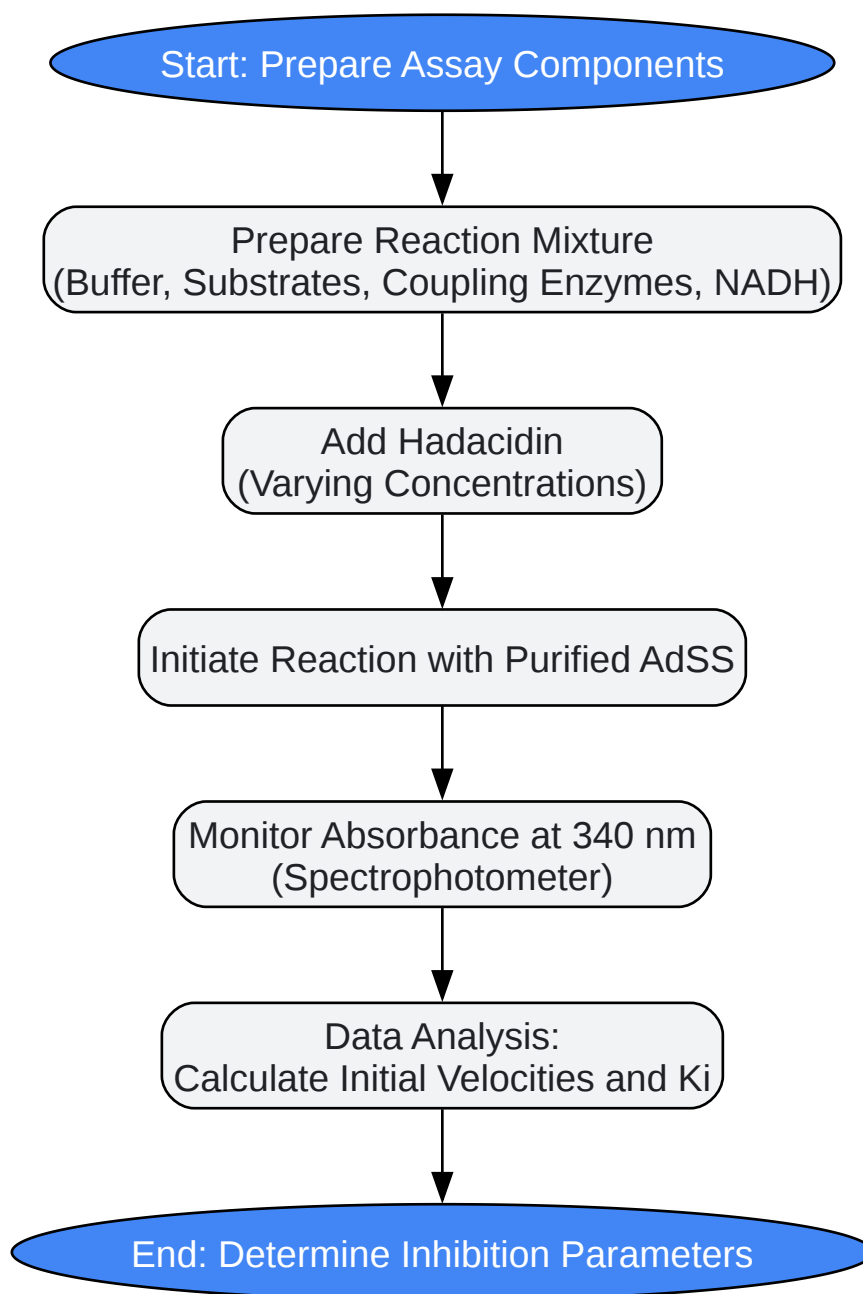 Start: Prepare Assay Components
Prepare Reaction Mixture
(Buffer, Substrates, Coupling Enzymes, NADH)
Add Hadacidin
(Varying Concentrations)
Initiate Reaction with Purified AdSS
Monitor Absorbance at 340 nm
(Spectrophotometer)
Data Analysis:
Calculate Initial Velocities and Ki
End: Determine Inhibition Parameters